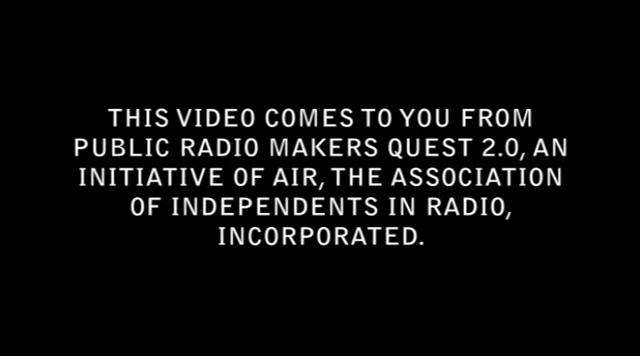 THIS VIDEO COMES TO YOU FROM
PUBLIC RADIO MAKERS QUEST 2.0, AN
INITIATIVE OF AIR, THE ASSOCIATION
OF INDEPENDENTS IN RADIO,
INCORPORATED.